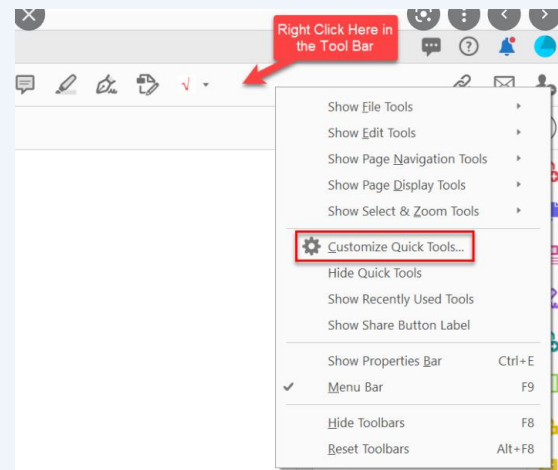 Right Click Here in
the Tool Bar
Show File Tools
Show Edit Tools
Show Page Navigation Tools
Show Page Display Tools
Show Select & Zoom Tools
Customize Quick Tools...
Hide Quick Tools
Show Recently Used Tools
Show Share Button Label
Show Properties Bar Ctrl+E
Menu Bar F9
Hide Toolbars F8
Reset Toolbars Alt+F8